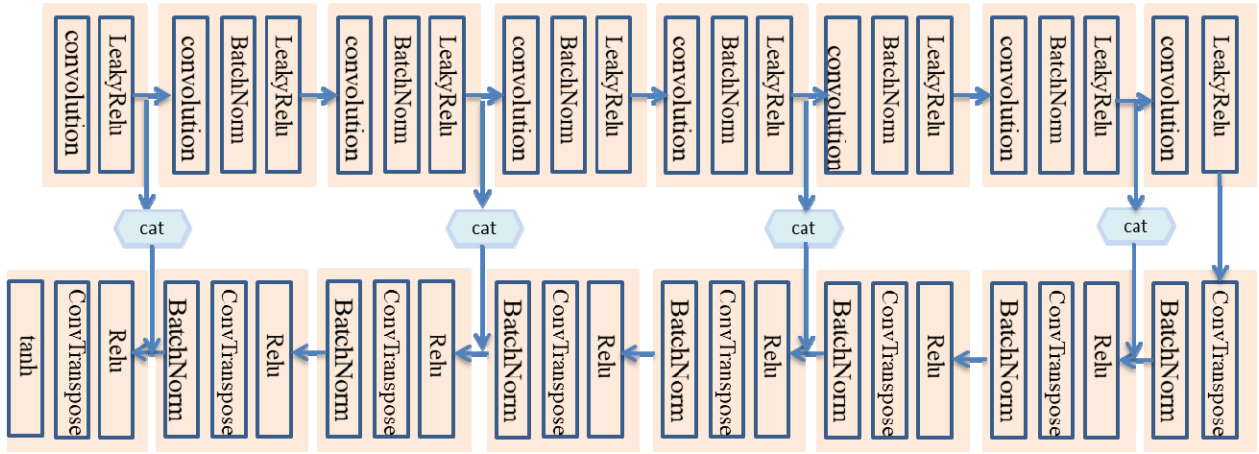 convolution
LeakyRelu
convolution
BatchNorm
LeakyRelu
convolution
BatchNorm
LeakyRelu
convolution
BatchNorm
LeakyRelu
convolution
BatchNorm
LeakyRelu
convolution
BatchNorm
LeakyRelu
convolution
BatchNorm
LeakyRelu
convolution
LeakyRelu
cat
cat
cat
cat
tanh
ConvTranspose
Relu
BatchNorm
ConvTranspose
Relu
BatchNorm
ConvTranspose
Relu
BatchNorm
ConvTranspose
Relu
BatchNorm
ConvTranspose
Relu
BatchNorm
ConvTranspose
Relu
BatchNorm
ConvTranspose
Relu
BatchNorm
ConvTranspose